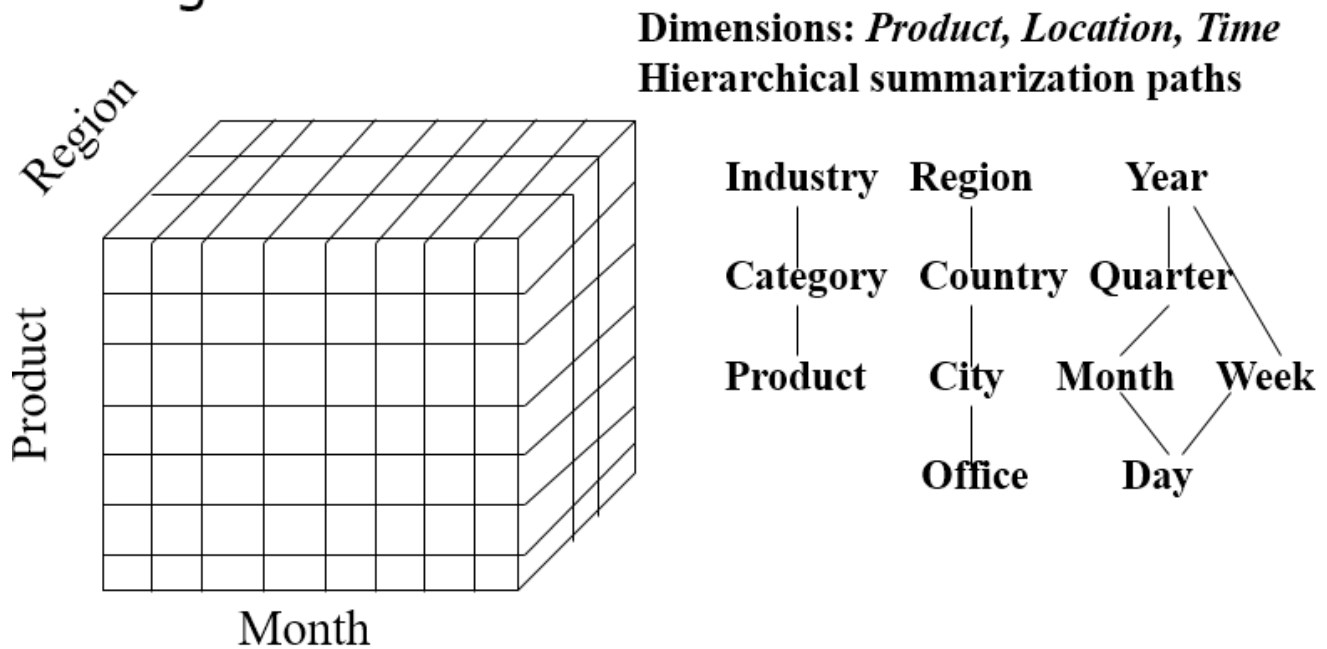 Dimensions: Product, Location, Time
Hierarchical summarization paths
Region
Product
Month
Industry Region Year
Category Country Quarter
Product City Month Week
Office Day